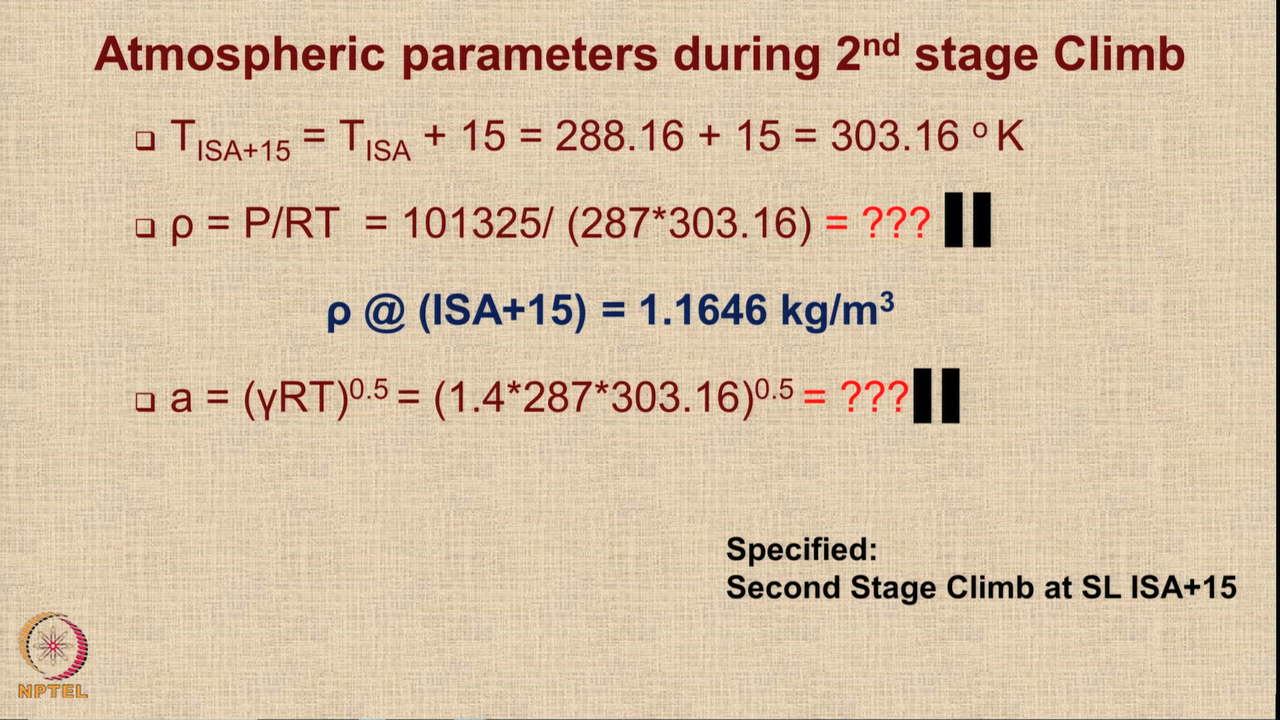 Atmospheric parameters during 2nd stage Climb
TISA+15 = TISA + 15 = 288.16 + 15 = 303.16 o K
ρ = P/RT = 101325/ (287*303.16) = ???
ρ @ (ISA+15) = 1.1646 kg/m3
a = (γRT)0.5 = (1.4*287*303.16)0.5 = ???
Specified:
Second Stage Climb at SL ISA+15
NPTEL